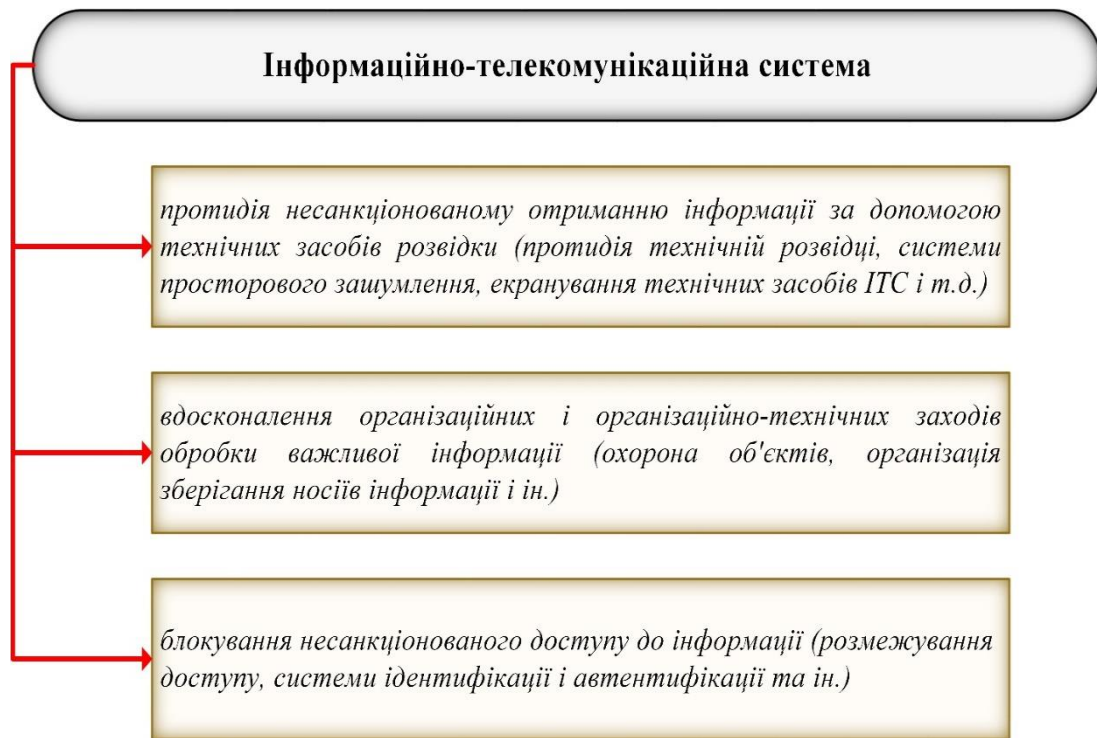 Інформаційно-телекомунікаційна система
протидія несанкціонованому отриманню інформації за допомогою
технічних засобів розвідки (протидія технічній розвідці, системи
просторового зашумлення, екранування технічних засобів ІТС і т.д.)
вдосконалення організаційних і організаційно-технічних заходів
обробки важливої інформації (охорона об'єктів, організація
зберігання носіїв інформації і ін.)
блокування несанкціонованого доступу до інформації (розмежування
доступу, системи ідентифікації і автентифікації та ін.)